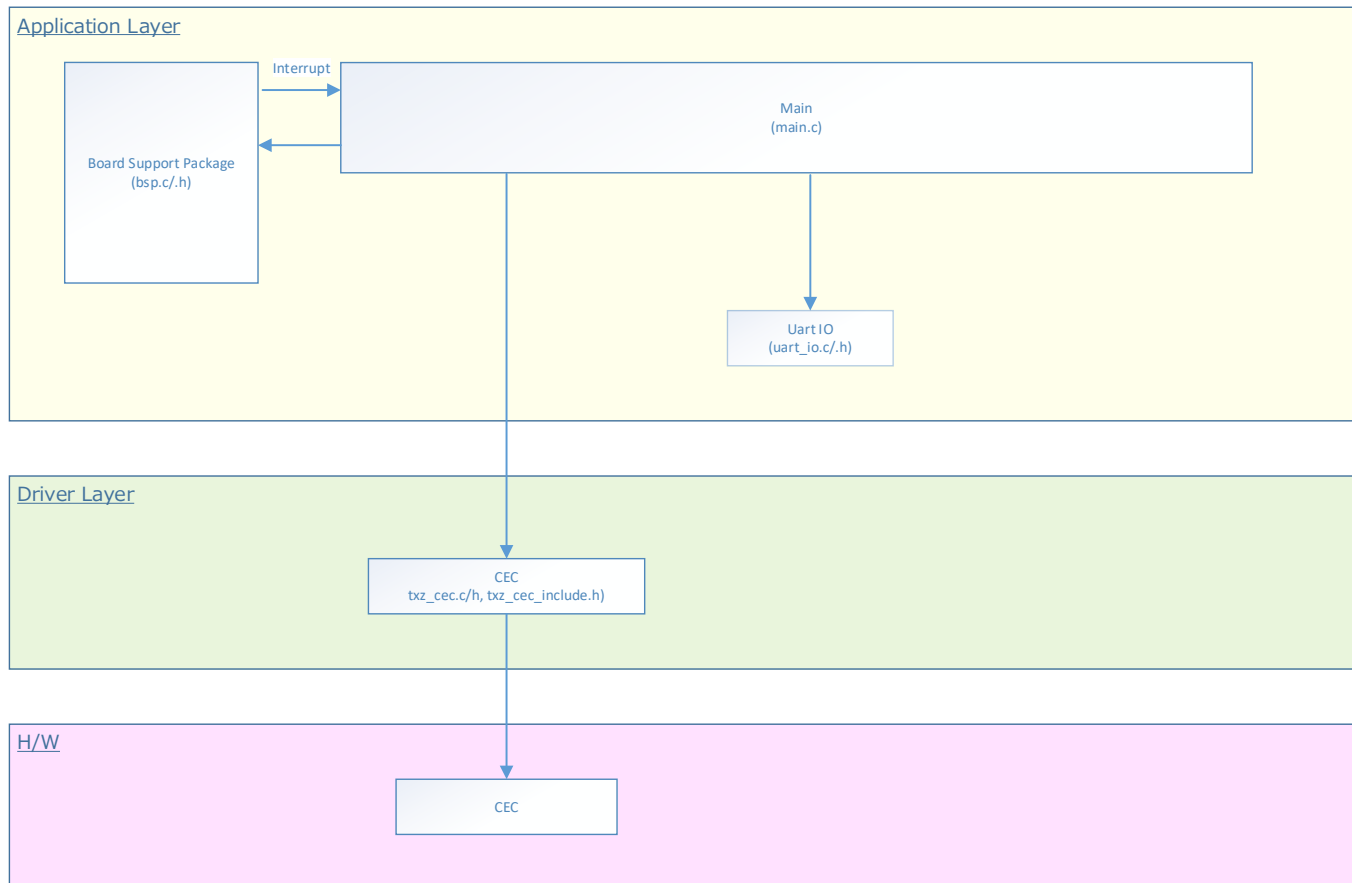 Application Layer
Interrupt
Main
(main.c)
Board Support Package
(bsp.c/.h)
Uart IO
(uart_io.c/.h)
Driver Layer
CEC
txz_cec.c/h, txz_cec_include.h)
H/W
CEC